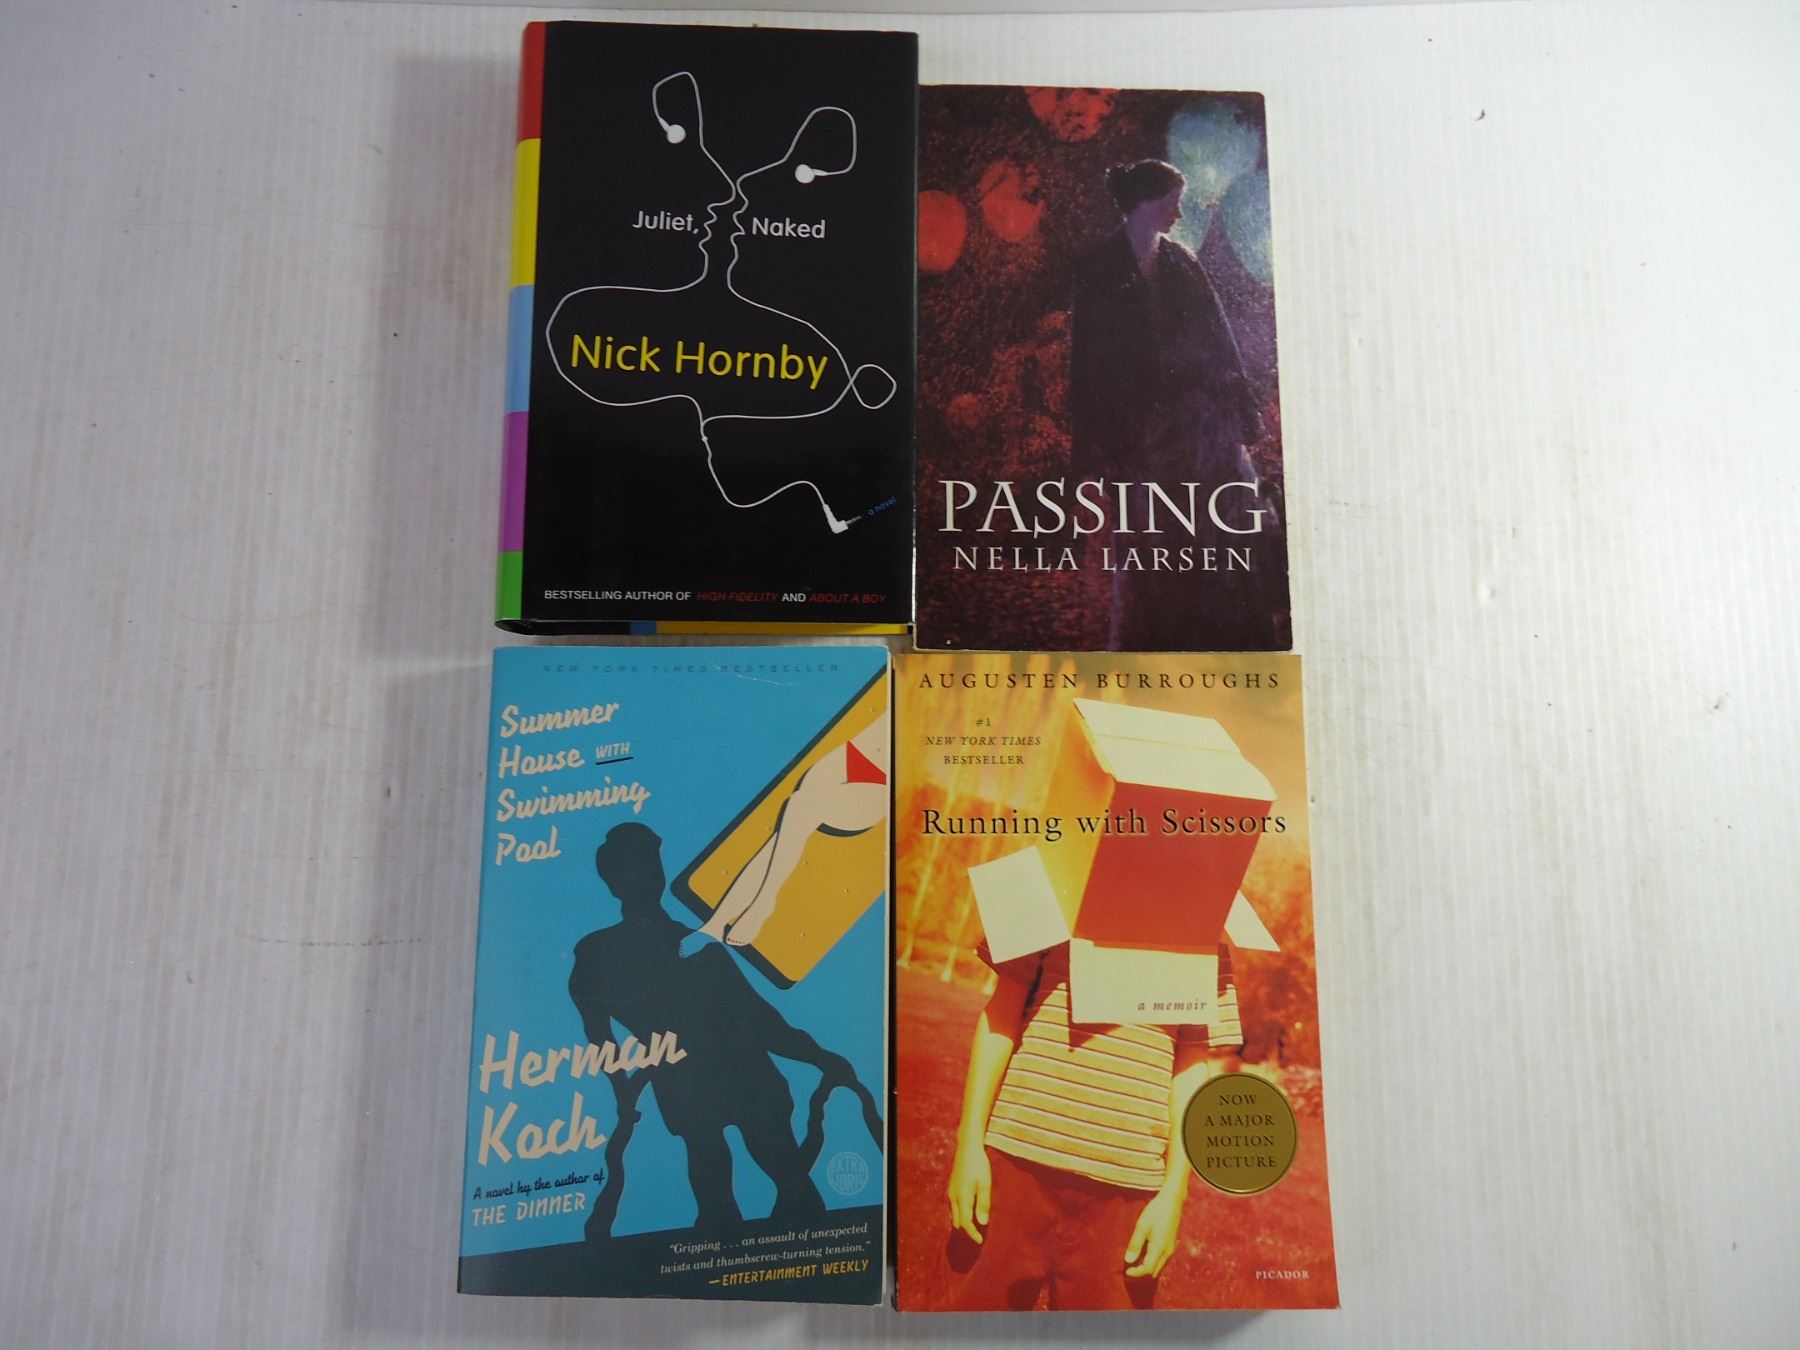 Juliet, Naked
Nick Hornby
a novel
BESTSELLING AUTHOR OF HIGH FIDELITY AND ABOUT A BOY
PASSING
NELLA LARSEN
NEW YORK TIMES BESTSELLER
Summer
House WITH
Swimming
Pool
Herman
Koch
A novel by the author of
THE DINNER
EXTRA
LIBRIS
"Gripping . . . an assault of unexpected
twists and thumbscrew-turning tension."
—ENTERTAINMENT WEEKLY
AUGUSTEN BURROUGHS
#1
NEW YORK TIMES
BESTSELLER
Running with Scissors
a memoir
NOW
A MAJOR
MOTION
PICTURE
PICADOR